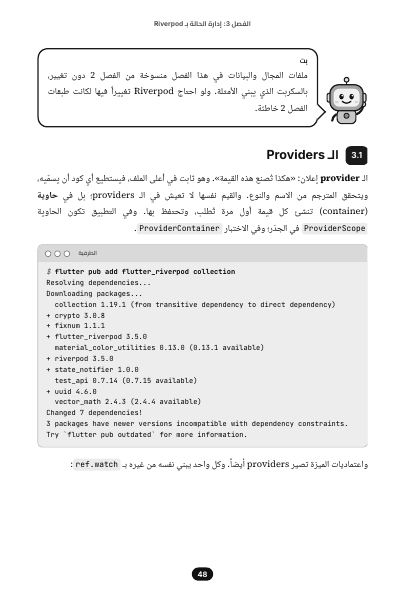 الفصل 3: إدارة الحالة بـ Riverpod
بِت
ملفات المجال والبيانات في هذا الفصل منسوخة من الفصل 2 دون تغيير،
بالسكربت الذي يبني الأمثلة. ولو احتاج Riverpod تغييراً فيها لكانت طبقات
الفصل 2 خاطئة.
3.1 الـ Providers
الـ provider إعلان: «هكذا تُصنع هذه القيمة». وهو ثابت في أعلى الملف، فيستطيع أي كود أن يسمّيه،
ويتحقق المترجم من الاسم والنوع. والقيم نفسها لا تعيش في الـ providers؛ بل في حاوية
(container) تنشئ كل قيمة أول مرة تُطلب، وتحتفظ بها. وفي التطبيق تكون الحاوية
ProviderScope في الجذر؛ وفي الاختبار ProviderContainer.
الطرفية
$ flutter pub add flutter_riverpod collection
Resolving dependencies...
Downloading packages...
collection 1.19.1 (from transitive dependency to direct dependency)
+ crypto 3.0.8
+ fixnum 1.1.1
+ flutter_riverpod 3.5.0
material_color_utilities 0.13.0 (0.13.1 available)
+ riverpod 3.5.0
+ state_notifier 1.0.0
test_api 0.7.14 (0.7.15 available)
+ uuid 4.6.0
vector_math 2.4.3 (2.4.4 available)
Changed 7 dependencies!
3 packages have newer versions incompatible with dependency constraints.
Try `flutter pub outdated` for more information.
واعتماديات الميزة تصير providers أيضاً. وكل واحد يبني نفسه من غيره بـ ref.watch:
48